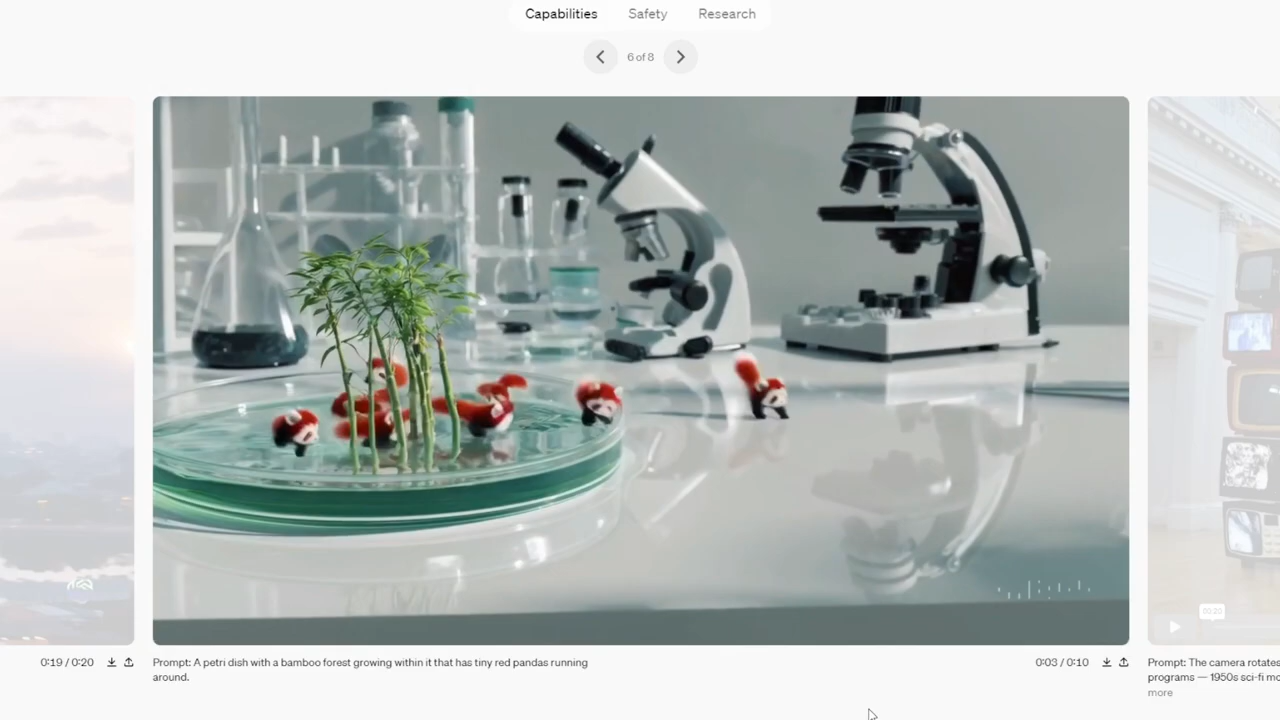 Capabilities Safety Research
6 of 8
0:19 / 0:20
Prompt: A petri dish with a bamboo forest growing within it that has tiny red pandas running
around.
0:03 / 0:10
00:20
Prompt: The camera rotates
programs — 1950s sci-fi mo
more